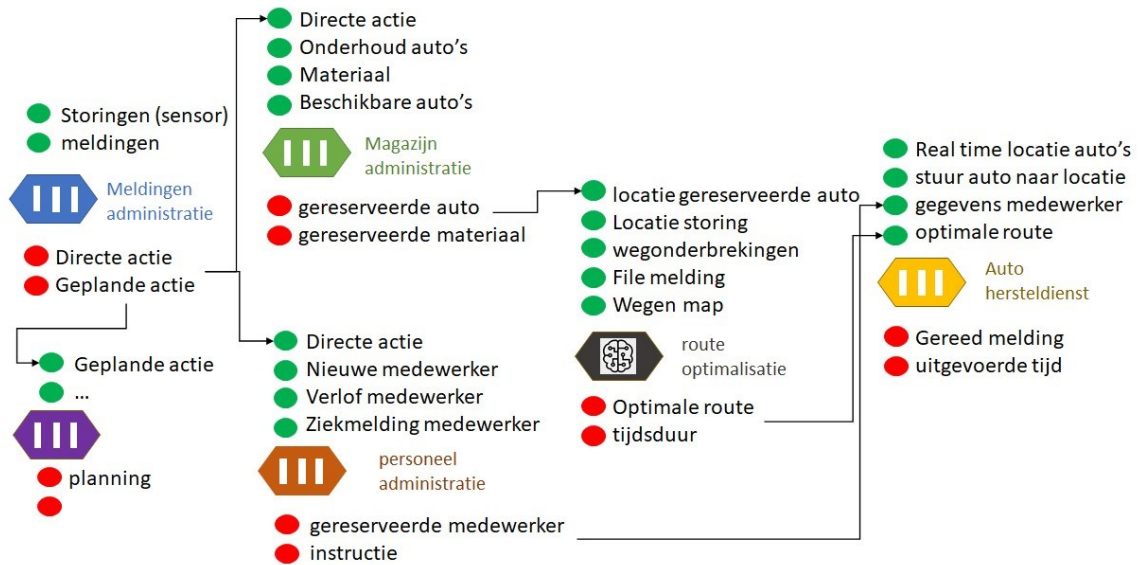 Storingen (sensor)
meldingen
Meldingen
administratie
Directe actie
Geplande actie
Geplande actie
...
planning
Directe actie
Onderhoud auto's
Materiaal
Beschikbare auto's
Magazijn
administratie
gereserveerde auto
gereserveerde materiaal
Directe actie
Nieuwe medewerker
Verlof medewerker
Ziekmelding medewerker
personeel
administratie
gereserveerde medewerker
instructie
locatie gereserveerde auto
Locatie storing
wegonderbrekingen
File melding
Wegen map
route
optimalisatie
Optimale route
tijdsduur
Real time locatie auto's
stuur auto naar locatie
gegevens medewerker
optimale route
Auto
hersteldienst
Gereed melding
uitgevoerde tijd